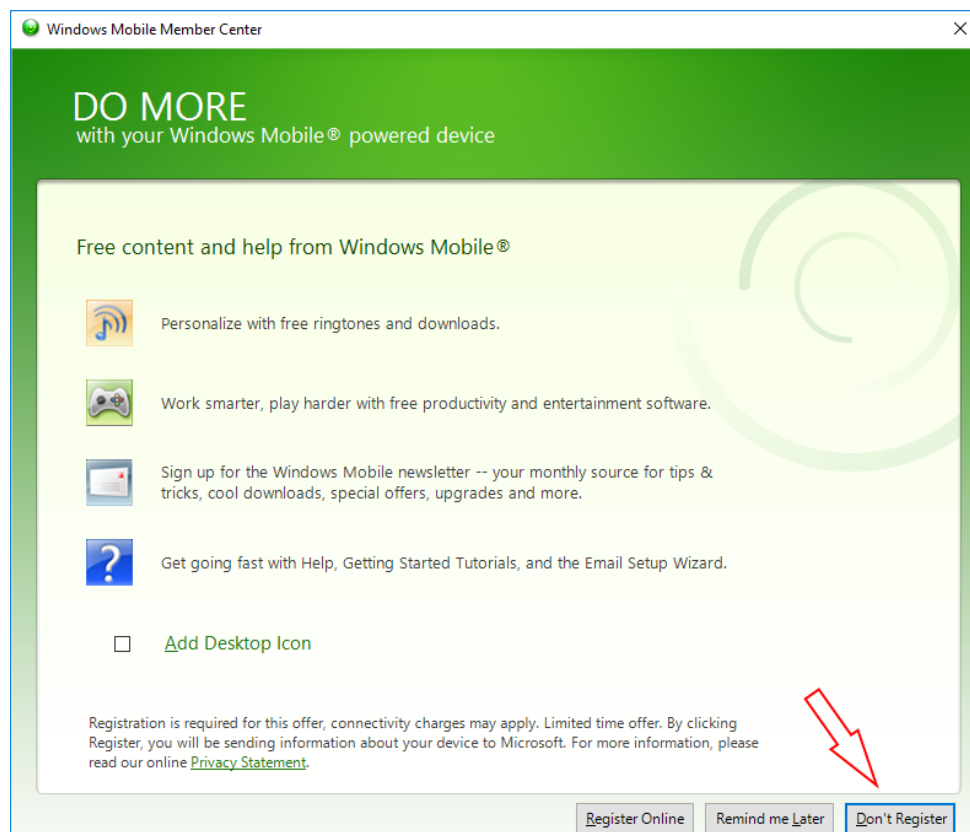 Windows Mobile Member Center
DO MORE
with your Windows Mobile® powered device
Free content and help from Windows Mobile®
Personalize with free ringtones and downloads.
Work smarter, play harder with free productivity and entertainment software.
Sign up for the Windows Mobile newsletter -- your monthly source for tips &
tricks, cool downloads, special offers, upgrades and more.
Get going fast with Help, Getting Started Tutorials, and the Email Setup Wizard.
Add Desktop Icon
Registration is required for this offer, connectivity charges may apply. Limited time offer. By clicking
Register, you will be sending information about your device to Microsoft. For more information, please
read our online Privacy Statement.
Register Online Remind me Later Don't Register